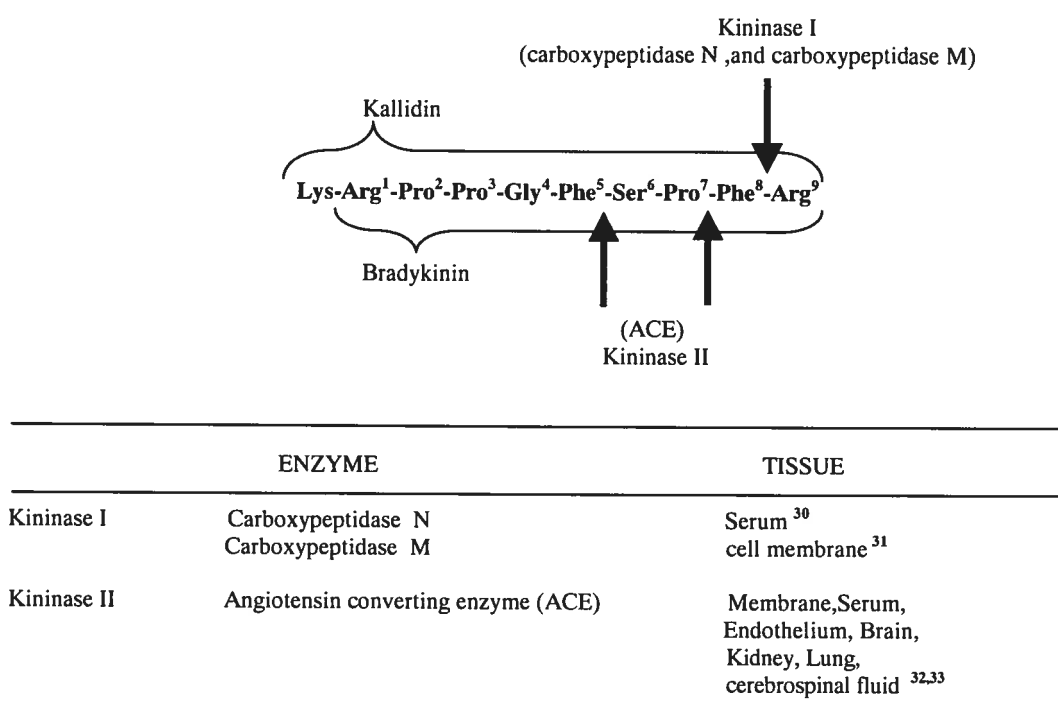 Kininase I
(carboxypeptidase N ,and carboxypeptidase M)
Kallidin
Lys-Arg¹-Pro²-Pro³-Gly⁴-Phe⁵-Ser⁶-Pro⁷-Phe⁸-Arg⁹
Bradykinin
(ACE)
Kininase II
ENZYME TISSUE
Kininase I Carboxypeptidase N Serum ³⁰
Carboxypeptidase M cell membrane ³¹
Kininase II Angiotensin converting enzyme (ACE) Membrane,Serum,
Endothelium, Brain,
Kidney, Lung,
cerebrospinal fluid ³²,³³